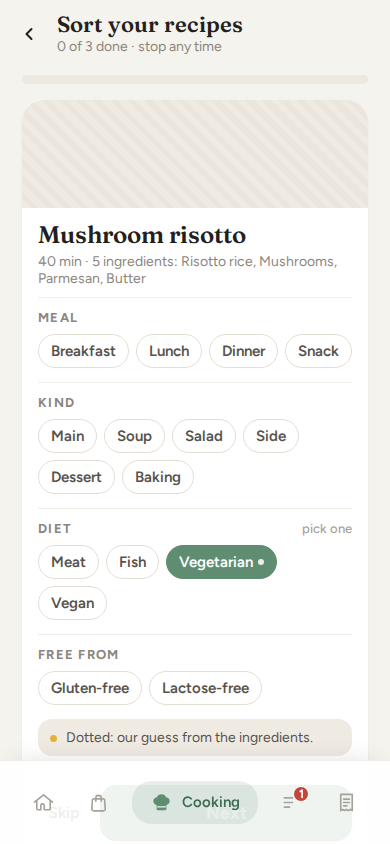 Sort your recipes
0 of 3 done · stop any time
Mushroom risotto
40 min · 5 ingredients: Risotto rice, Mushrooms,
Parmesan, Butter
MEAL
Breakfast Lunch Dinner Snack
KIND
Main Soup Salad Side
Dessert Baking
DIET pick one
Meat Fish Vegetarian
Vegan
FREE FROM
Gluten-free Lactose-free
Dotted: our guess from the ingredients.
Cooking 1
Skip Next